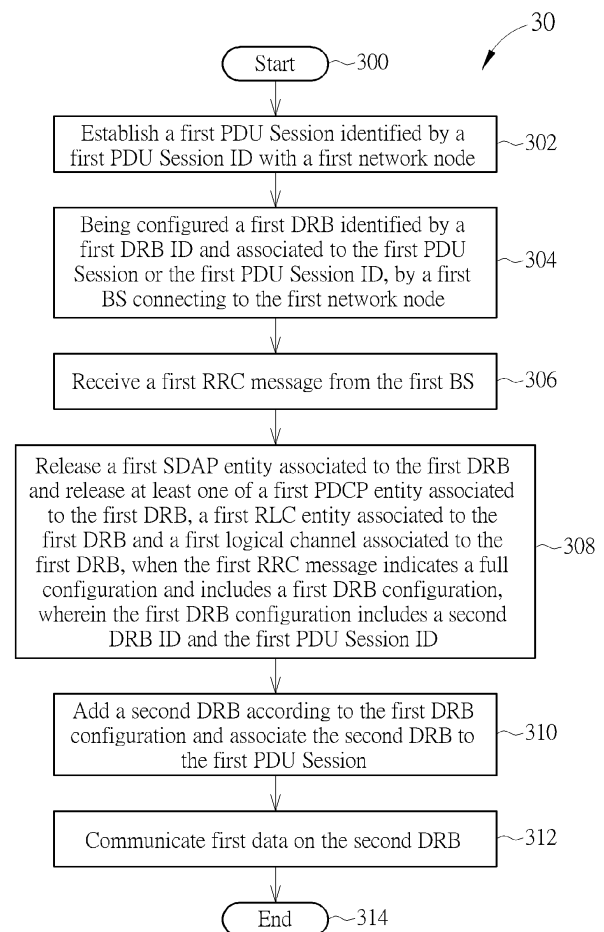 30
Start
300
Establish a first PDU Session identified by a
first PDU Session ID with a first network node
302
Being configured a first DRB identified by a
first DRB ID and associated to the first PDU
Session or the first PDU Session ID, by a first
BS connecting to the first network node
304
Receive a first RRC message from the first BS
306
Release a first SDAP entity associated to the first DRB
and release at least one of a first PDCP entity associated
to the first DRB, a first RLC entity associated to the
first DRB and a first logical channel associated to the
first DRB, when the first RRC message indicates a full
configuration and includes a first DRB configuration,
wherein the first DRB configuration includes a second
DRB ID and the first PDU Session ID
308
Add a second DRB according to the first DRB
configuration and associate the second DRB to
the first PDU Session
310
Communicate first data on the second DRB
312
End
314